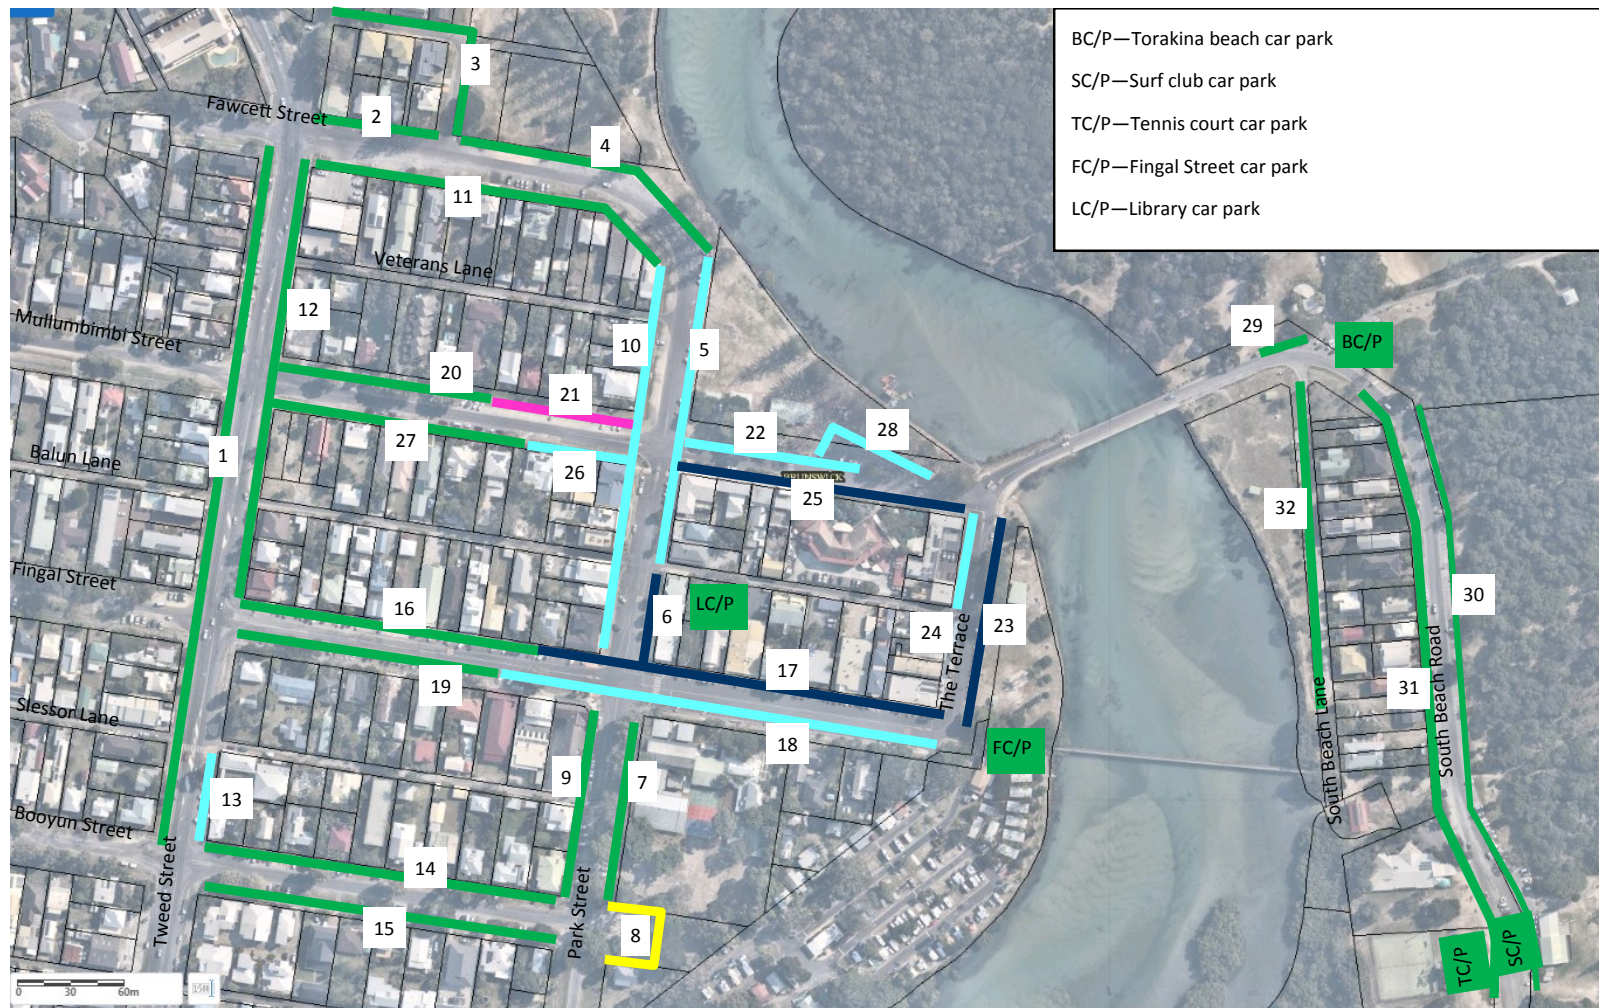 BC/P—Torakina beach car park
SC/P—Surf club car park
TC/P—Tennis court car park
FC/P—Fingal Street car park
LC/P—Library car park
3
Fawcett Street
2
4
11
Veterans Lane
12
Mullumbimbi Street
10
5
29
BC/P
20
21
27
22
28
1
Balun Lane
26
BRUNSWICK
25
32
Fingal Street
16
6
LC/P
24
23
30
The Terrace
17
19
31
Slessor Lane
18
FC/P
South Beach Lane
South Beach Road
9
7
13
Booyun Street
Tweed Street
14
15
Park Street
8
TC/P
SC/P
0 30 60m